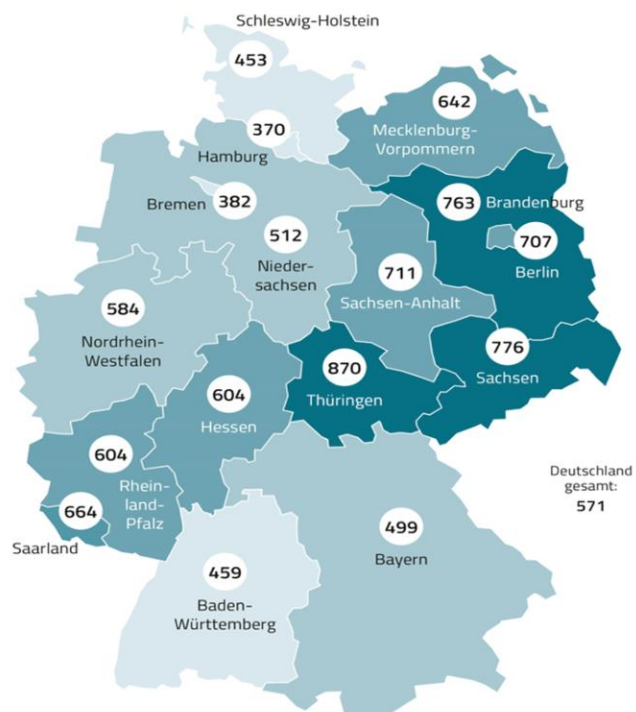 Schleswig-Holstein
453
642
370
Mecklenburg-
Vorpommern
Hamburg
763
Brandenburg
Bremen
382
512
707
Nieder-
sachsen
711
Berlin
584
Sachsen-Anhalt
Nordrhein-
Westfalen
776
870
Sachsen
604
Thüringen
Hessen
604
Deutschland
gesamt:
571
Rhein-
land-
Pfalz
664
499
Saarland
Bayern
459
Baden-
Württemberg